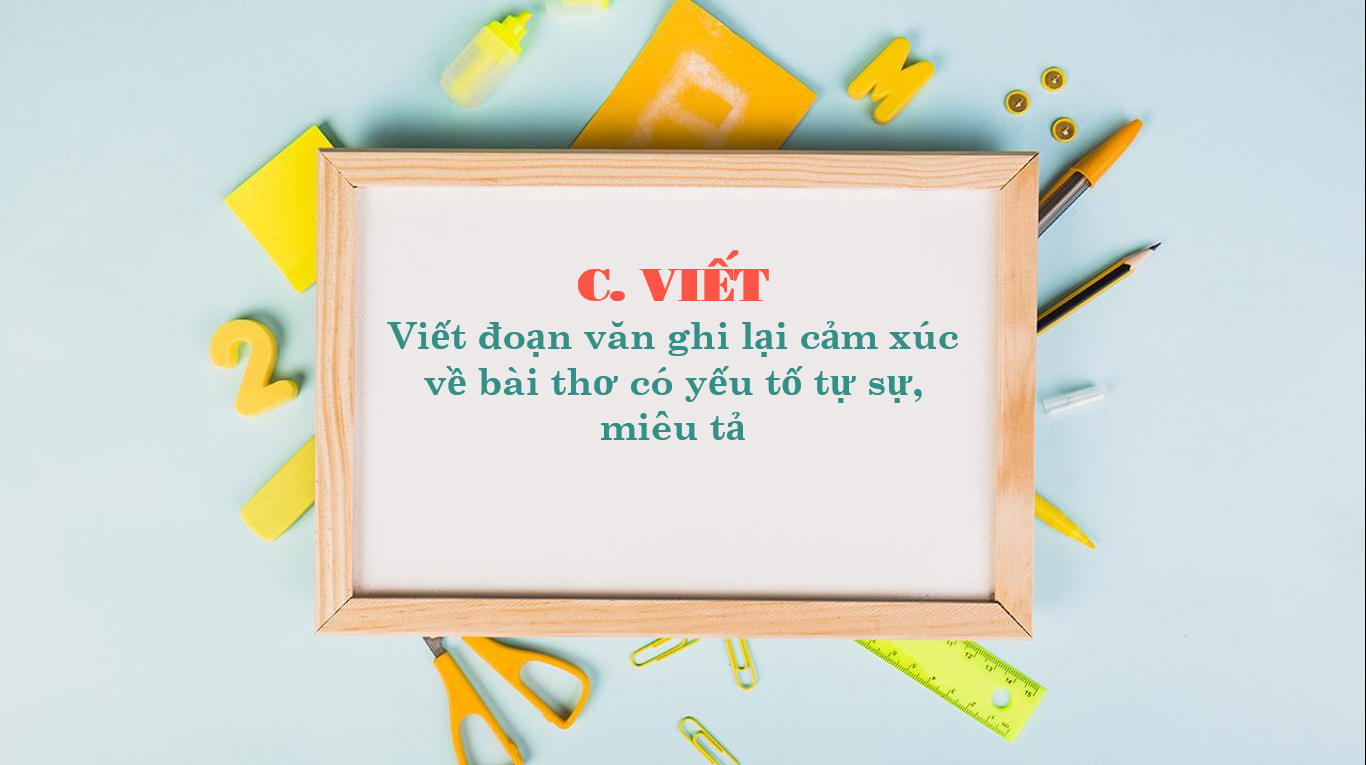 C. VIẾT
Viết đoạn văn ghi lại cảm xúc
về bài thơ có yếu tố tự sự,
miêu tả